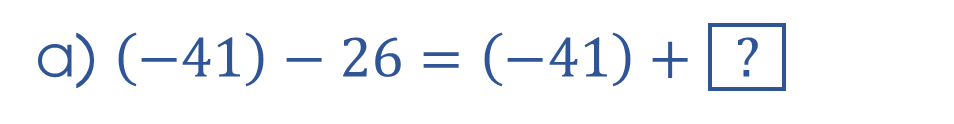 a) (−41) − 26 = (−41) + ?